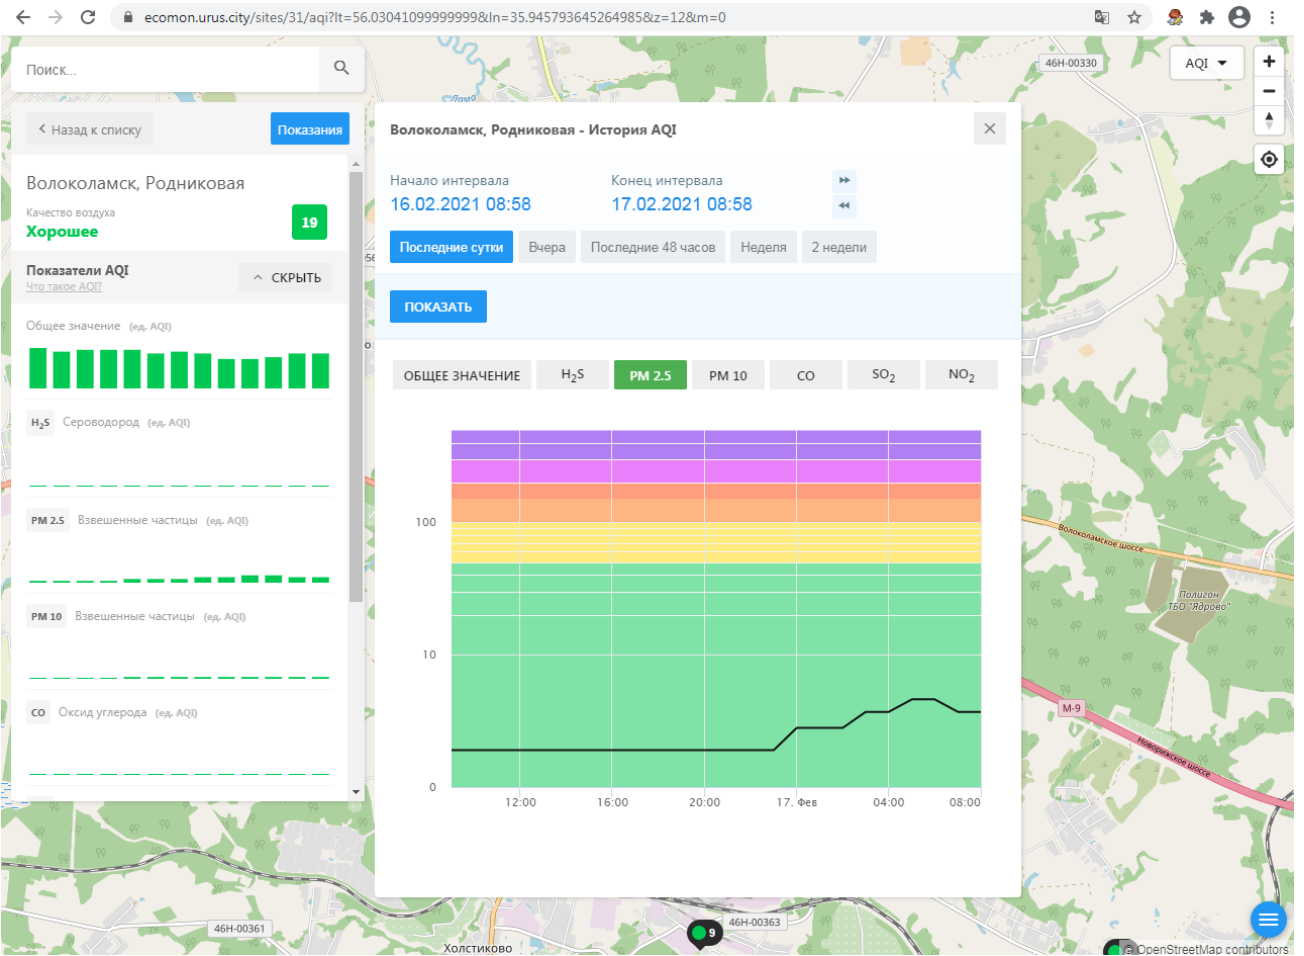 ecomon.urus.city/sites/31/aqi?lt=56.03041099999999&ln=35.945793645264985&z=12&m=0
Поиск...
46Н-00330
AQI
Назад к списку
Показания
Волоколамск, Родниковая - История AQI
Волоколамск, Родниковая
Качество воздуха
Хорошее
19
Начало интервала
Конец интервала
16.02.2021 08:58
17.02.2021 08:58
Последние сутки
Вчера
Последние 48 часов
Неделя
2 недели
Показатели AQI
Что такое AQI?
СКРЫТЬ
ПОКАЗАТЬ
Общее значение (ед. AQI)
ОБЩЕЕ ЗНАЧЕНИЕ
H₂S
PM 2.5
PM 10
CO
SO₂
NO₂
H₂S Сероводород (ед. AQI)
PM 2.5 Взвешенные частицы (ед. AQI)
PM 10 Взвешенные частицы (ед. AQI)
CO Оксид углерода (ед. AQI)
100
10
0
12:00
16:00
20:00
17. Фев
04:00
08:00
Волоколамское шоссе
Полигон
ТБО "Ядрово"
М-9
Новорижское шоссе
46Н-00361
46Н-00363
9
Холстиково
© OpenStreetMap contributors